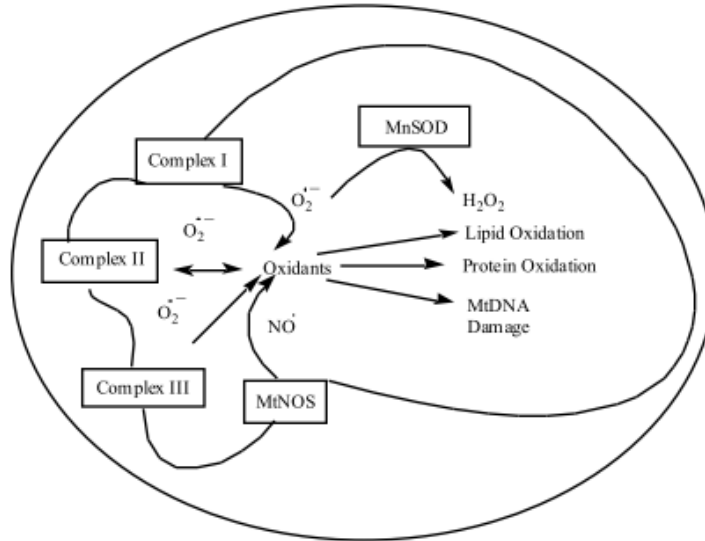 MnSOD
Complex I
O₂•−
H₂O₂
O₂•−
Lipid Oxidation
Complex II
Oxidants
Protein Oxidation
O₂•−
NO•
MtDNA
Damage
Complex III
MtNOS